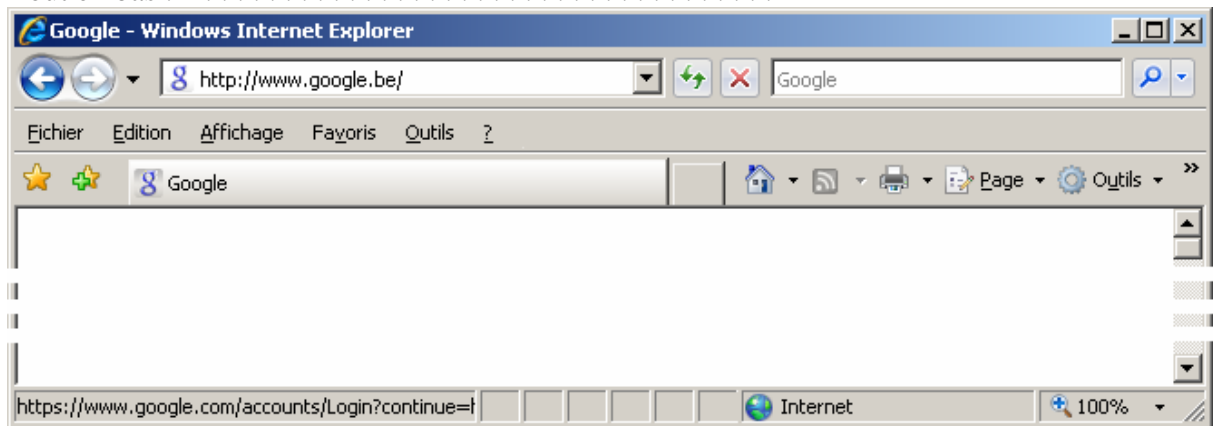 Google - Windows Internet Explorer
http://www.google.be/ Google
Fichier Edition Affichage Favoris Outils ?
Google Page Outils »
https://www.google.com/accounts/Login?continue=h Internet 100%